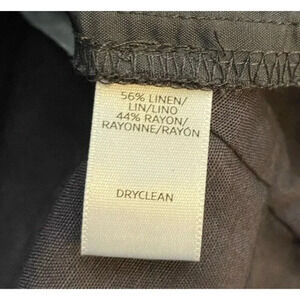 56% LINEN/
LIN/LINO
44% RAYON/
RAYONNE/RAYÓN
DRYCLEAN